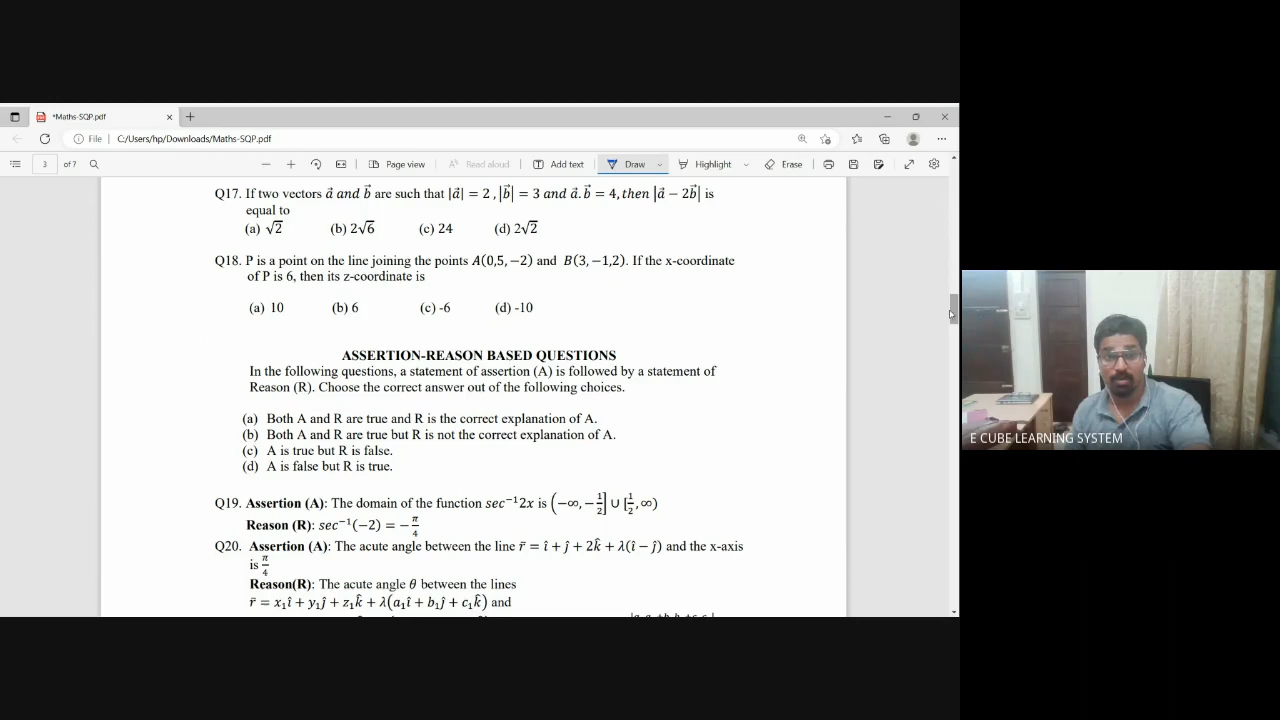 *Maths-SQP.pdf
File C:/Users/hp/Downloads/Maths-SQP.pdf
3 of 7 Page view Read aloud Add text Draw Highlight Erase
Q17. If two vectors a⃗ and b⃗ are such that |a⃗| = 2 , |b⃗| = 3 and a⃗. b⃗ = 4, then |a⃗ − 2b⃗| is
equal to
(a) √2 (b) 2√6 (c) 24 (d) 2√2
Q18. P is a point on the line joining the points A(0,5,−2) and B(3,−1,2). If the x-coordinate
of P is 6, then its z-coordinate is
(a) 10 (b) 6 (c) -6 (d) -10
ASSERTION-REASON BASED QUESTIONS
In the following questions, a statement of assertion (A) is followed by a statement of
Reason (R). Choose the correct answer out of the following choices.
(a) Both A and R are true and R is the correct explanation of A.
(b) Both A and R are true but R is not the correct explanation of A.
(c) A is true but R is false.
(d) A is false but R is true.
Q19. Assertion (A): The domain of the function sec⁻¹2x is (−∞, −1/2] ∪ [1/2, ∞)
Reason (R): sec⁻¹(−2) = −π/4
Q20. Assertion (A): The acute angle between the line r̄ = î + ĵ + 2k̂ + λ(î − ĵ) and the x-axis
is π/4
Reason(R): The acute angle θ between the lines
r̄ = x₁î + y₁ĵ + z₁k̂ + λ(a₁î + b₁ĵ + c₁k̂) and
E CUBE LEARNING SYSTEM